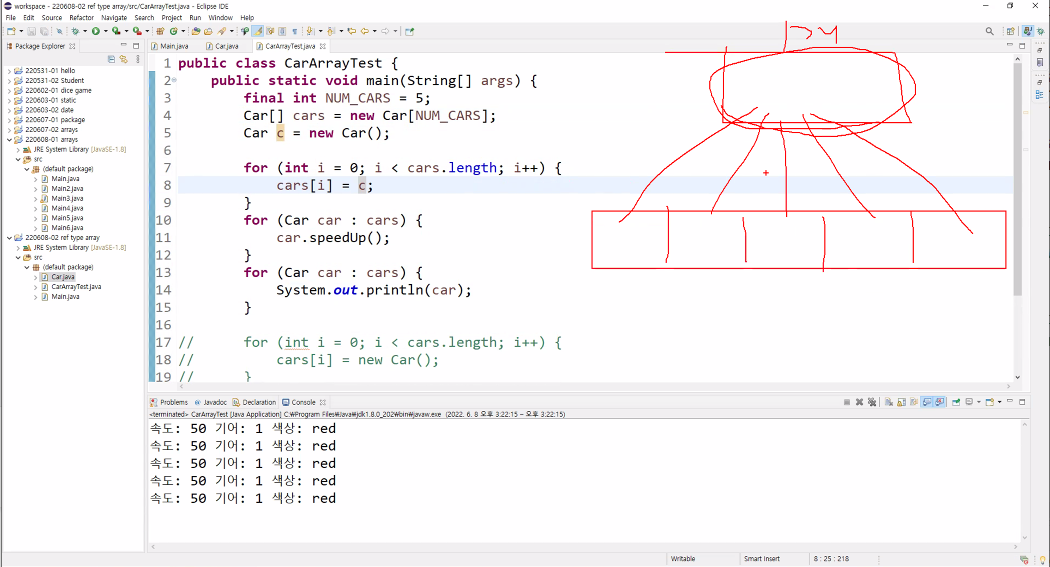 workspace - 220608-02 ref type array/src/CarArrayTest.java - Eclipse IDE
File Edit Source Refactor Navigate Search Project Run Window Help
Package Explorer
Main.java Car.java CarArrayTest.java
220531-01 hello
220531-02 Student
220602-01 dice game
220603-01 static
220603-02 date
220607-01 package
220607-02 arrays
220608-01 arrays
JRE System Library [JavaSE-1.8]
src
(default package)
Main.java
Main2.java
Main3.java
Main4.java
Main5.java
Main6.java
220608-02 ref type array
JRE System Library [JavaSE-1.8]
src
(default package)
Car.java
CarArrayTest.java
Main.java
1 public class CarArrayTest {
2 public static void main(String[] args) {
3 final int NUM_CARS = 5;
4 Car[] cars = new Car[NUM_CARS];
5 Car c = new Car();
6
7 for (int i = 0; i < cars.length; i++) {
8 cars[i] = c;
9 }
10 for (Car car : cars) {
11 car.speedUp();
12 }
13 for (Car car : cars) {
14 System.out.println(car);
15 }
16
17 // for (int i = 0; i < cars.length; i++) {
18 // cars[i] = new Car();
19 // }
Problems Javadoc Declaration Console
<terminated> CarArrayTest [Java Application] C:\Program Files\Java\jdk1.8.0_202\bin\javaw.exe (2022. 6. 8 오후 3:22:15 – 오후 3:22:15)
속도: 50 기어: 1 색상: red
속도: 50 기어: 1 색상: red
속도: 50 기어: 1 색상: red
속도: 50 기어: 1 색상: red
속도: 50 기어: 1 색상: red
Writable Smart Insert 8 : 25 : 218